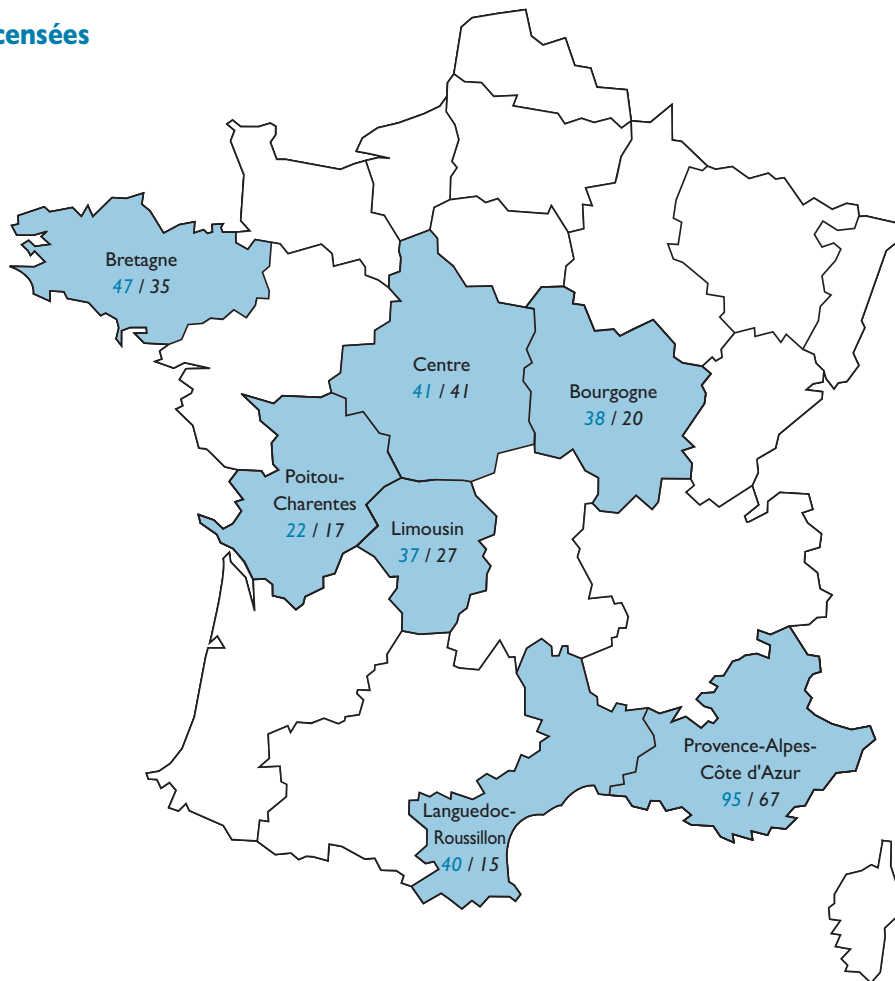 censées
Bretagne
47 / 35
Centre
41 / 41
Bourgogne
38 / 20
Poitou-
Charentes
22 / 17
Limousin
37 / 27
Provence-Alpes-
Côte d'Azur
95 / 67
Languedoc-
Roussillon
40 / 15